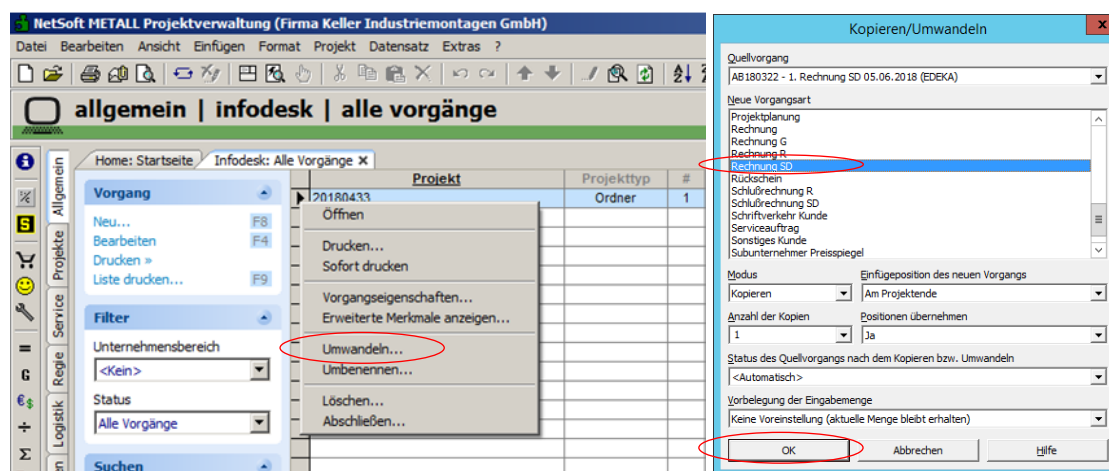 NetSoft METALL Projektverwaltung (Firma Keller Industriemontagen GmbH)
Datei Bearbeiten Ansicht Einfügen Format Projekt Datensatz Extras ?
allgemein | infodesk | alle vorgänge
Home: Startseite
Infodesk: Alle Vorgänge X
Allgemein
Projekte
Service
Regie
Logistik
Vorgang
Neu... F8
Bearbeiten F4
Drucken »
Liste drucken... F9
Filter
Unternehmensbereich
<Kein>
Status
Alle Vorgänge
Suchen
Projekt Projekttyp #
20180433 Ordner 1
Öffnen
Drucken...
Sofort drucken
Vorgangseigenschaften...
Erweiterte Merkmale anzeigen...
Umwandeln...
Umbenennen...
Löschen...
Abschließen...
Kopieren/Umwandeln
x
Quellvorgang
AB180322 - 1. Rechnung SD 05.06.2018 (EDEKA)
Neue Vorgangsart
Projektplanung
Rechnung
Rechnung G
Rechnung R
Rechnung SD
Rückschein
Schlußrechnung R
Schlußrechnung SD
Schriftverkehr Kunde
Serviceauftrag
Sonstiges Kunde
Subunternehmer Preisspiegel
Modus Einfügeposition des neuen Vorgangs
Kopieren Am Projektende
Anzahl der Kopien Positionen übernehmen
1 Ja
Status des Quellvorgangs nach dem Kopieren bzw. Umwandeln
<Automatisch>
Vorbelegung der Eingabemenge
Keine Voreinstellung (aktuelle Menge bleibt erhalten)
OK Abbrechen Hilfe